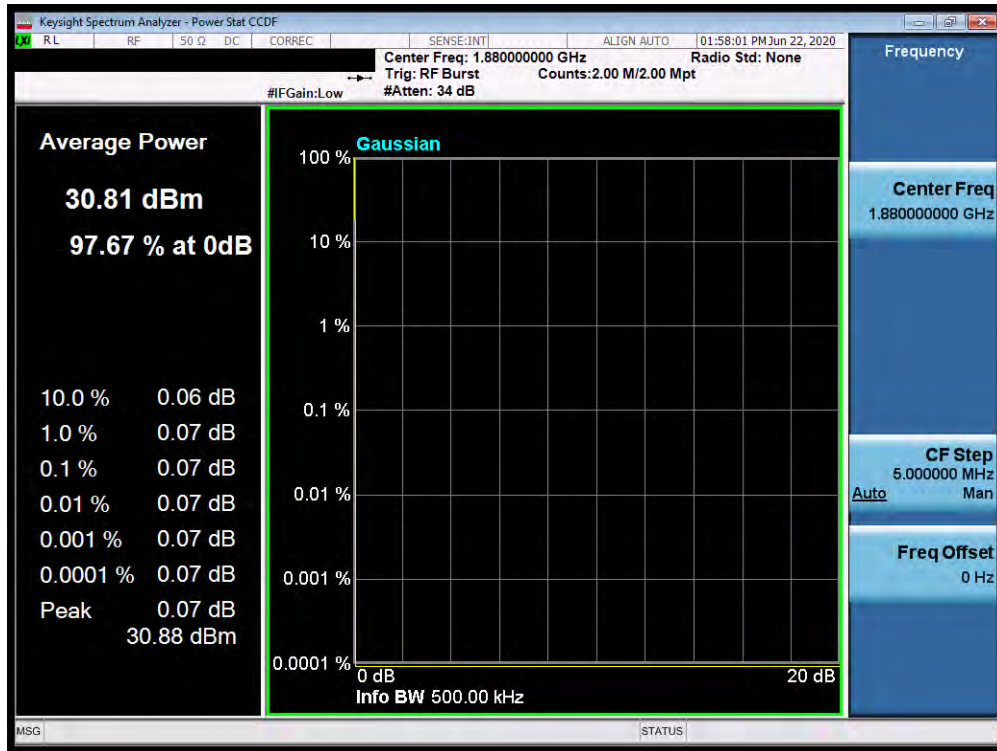 Keysight Spectrum Analyzer - Power Stat CCDF
LXI RL RF 50 Ω DC CORREC SENSE:INT ALIGN AUTO 01:58:01 PM Jun 22, 2020
Center Freq: 1.880000000 GHz Radio Std: None
Trig: RF Burst Counts:2.00 M/2.00 Mpt
#IFGain:Low #Atten: 34 dB
Frequency
Average Power
30.81 dBm
97.67 % at 0dB
10.0 % 0.06 dB
1.0 % 0.07 dB
0.1 % 0.07 dB
0.01 % 0.07 dB
0.001 % 0.07 dB
0.0001 % 0.07 dB
Peak 0.07 dB
30.88 dBm
Gaussian
100 %
10 %
1 %
0.1 %
0.01 %
0.001 %
0.0001 %
0 dB 20 dB
Info BW 500.00 kHz
Center Freq
1.880000000 GHz
CF Step
5.000000 MHz
Auto Man
Freq Offset
0 Hz
MSG STATUS